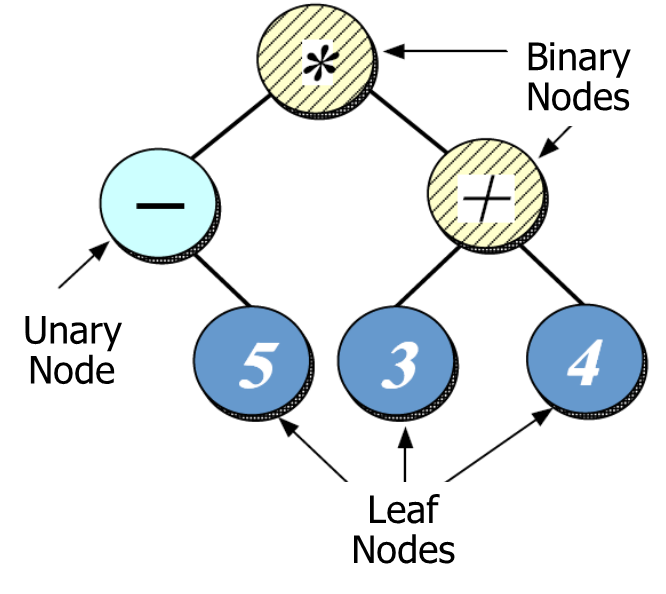 *
Binary
Nodes
−
+
Unary
Node
5
3
4
Leaf
Nodes